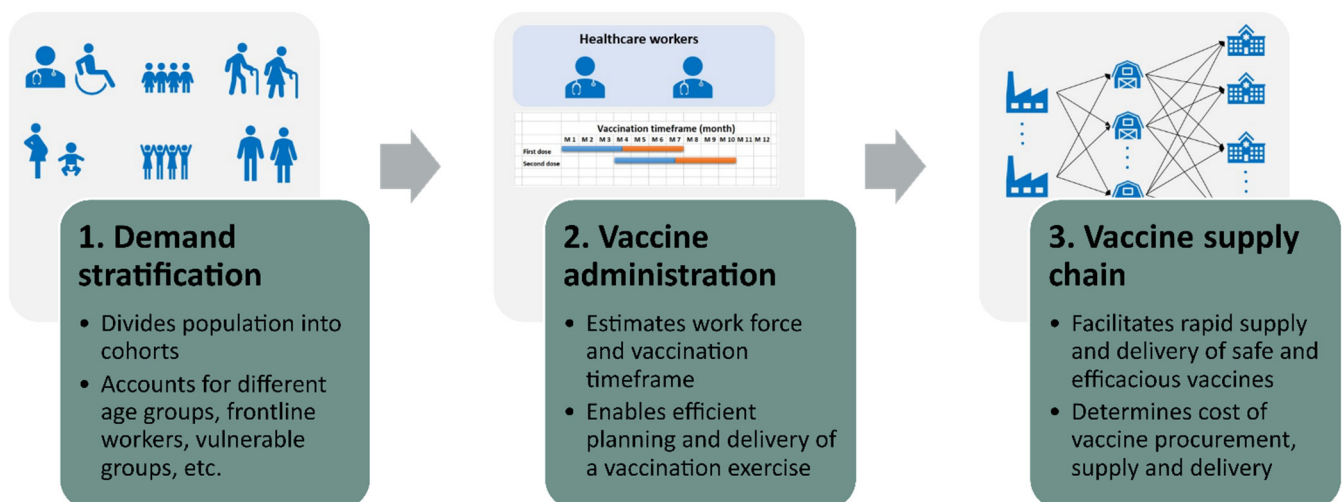 Healthcare workers
Vaccination timeframe (month)
M 1 M 2 M 3 M 4 M 5 M 6 M 7 M 8 M 9 M 10 M 11 M 12
First dose
Second dose
1. Demand
stratification
• Divides population into
cohorts
• Accounts for different
age groups, frontline
workers, vulnerable
groups, etc.
2. Vaccine
administration
• Estimates work force
and vaccination
timeframe
• Enables efficient
planning and delivery of
a vaccination exercise
3. Vaccine supply
chain
• Facilitates rapid supply
and delivery of safe and
efficacious vaccines
• Determines cost of
vaccine procurement,
supply and delivery